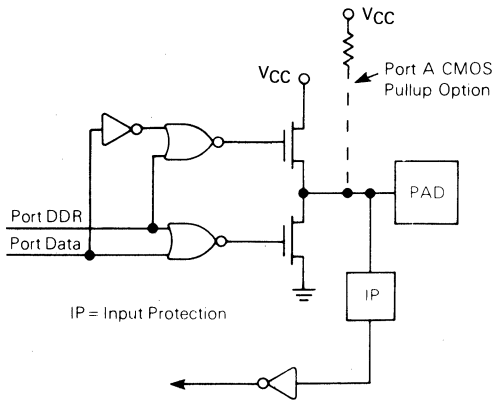 VCC
VCC
Port A CMOS
Pullup Option
PAD
Port DDR
Port Data
IP
IP = Input Protection